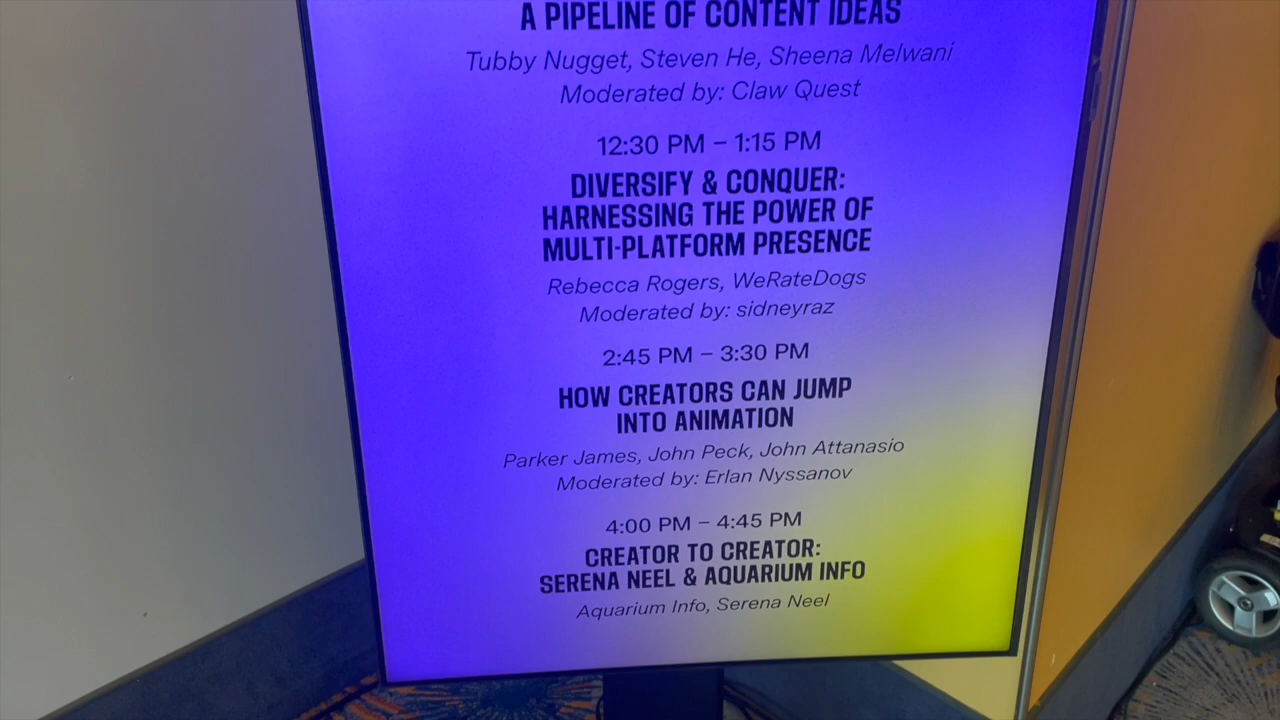 A PIPELINE OF CONTENT IDEAS
Tubby Nugget, Steven He, Sheena Melwani
Moderated by: Claw Quest
12:30 PM – 1:15 PM
DIVERSIFY & CONQUER:
HARNESSING THE POWER OF
MULTI-PLATFORM PRESENCE
Rebecca Rogers, WeRateDogs
Moderated by: sidneyraz
2:45 PM – 3:30 PM
HOW CREATORS CAN JUMP
INTO ANIMATION
Parker James, John Peck, John Attanasio
Moderated by: Erlan Nyssanov
4:00 PM – 4:45 PM
CREATOR TO CREATOR:
SERENA NEEL & AQUARIUM INFO
Aquarium Info, Serena Neel